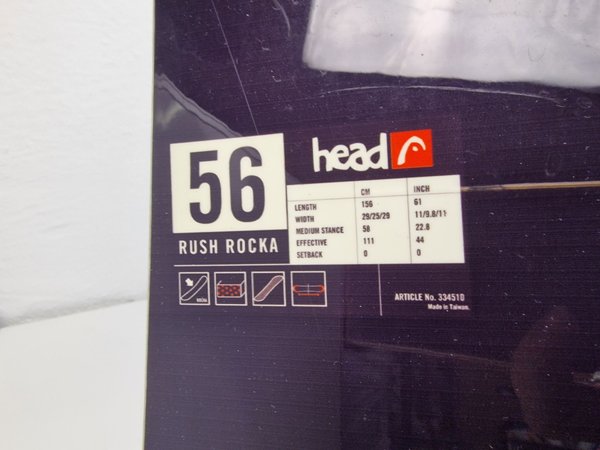 head
56
RUSH ROCKA
CM INCH
LENGTH 156 61
WIDTH 29/25/29 11/9.8/11
MEDIUM STANCE 58 22.8
EFFECTIVE 111 44
SETBACK 0 0
ARTICLE No. 334510
Made in Taiwan.